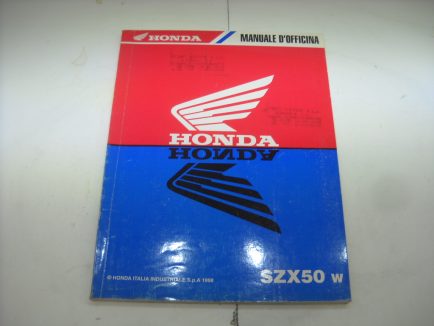 HONDA
MANUALE D'OFFICINA
HONDA
HONDA
© HONDA ITALIA INDUSTRIALE S.p.A 1998
SZX50 W